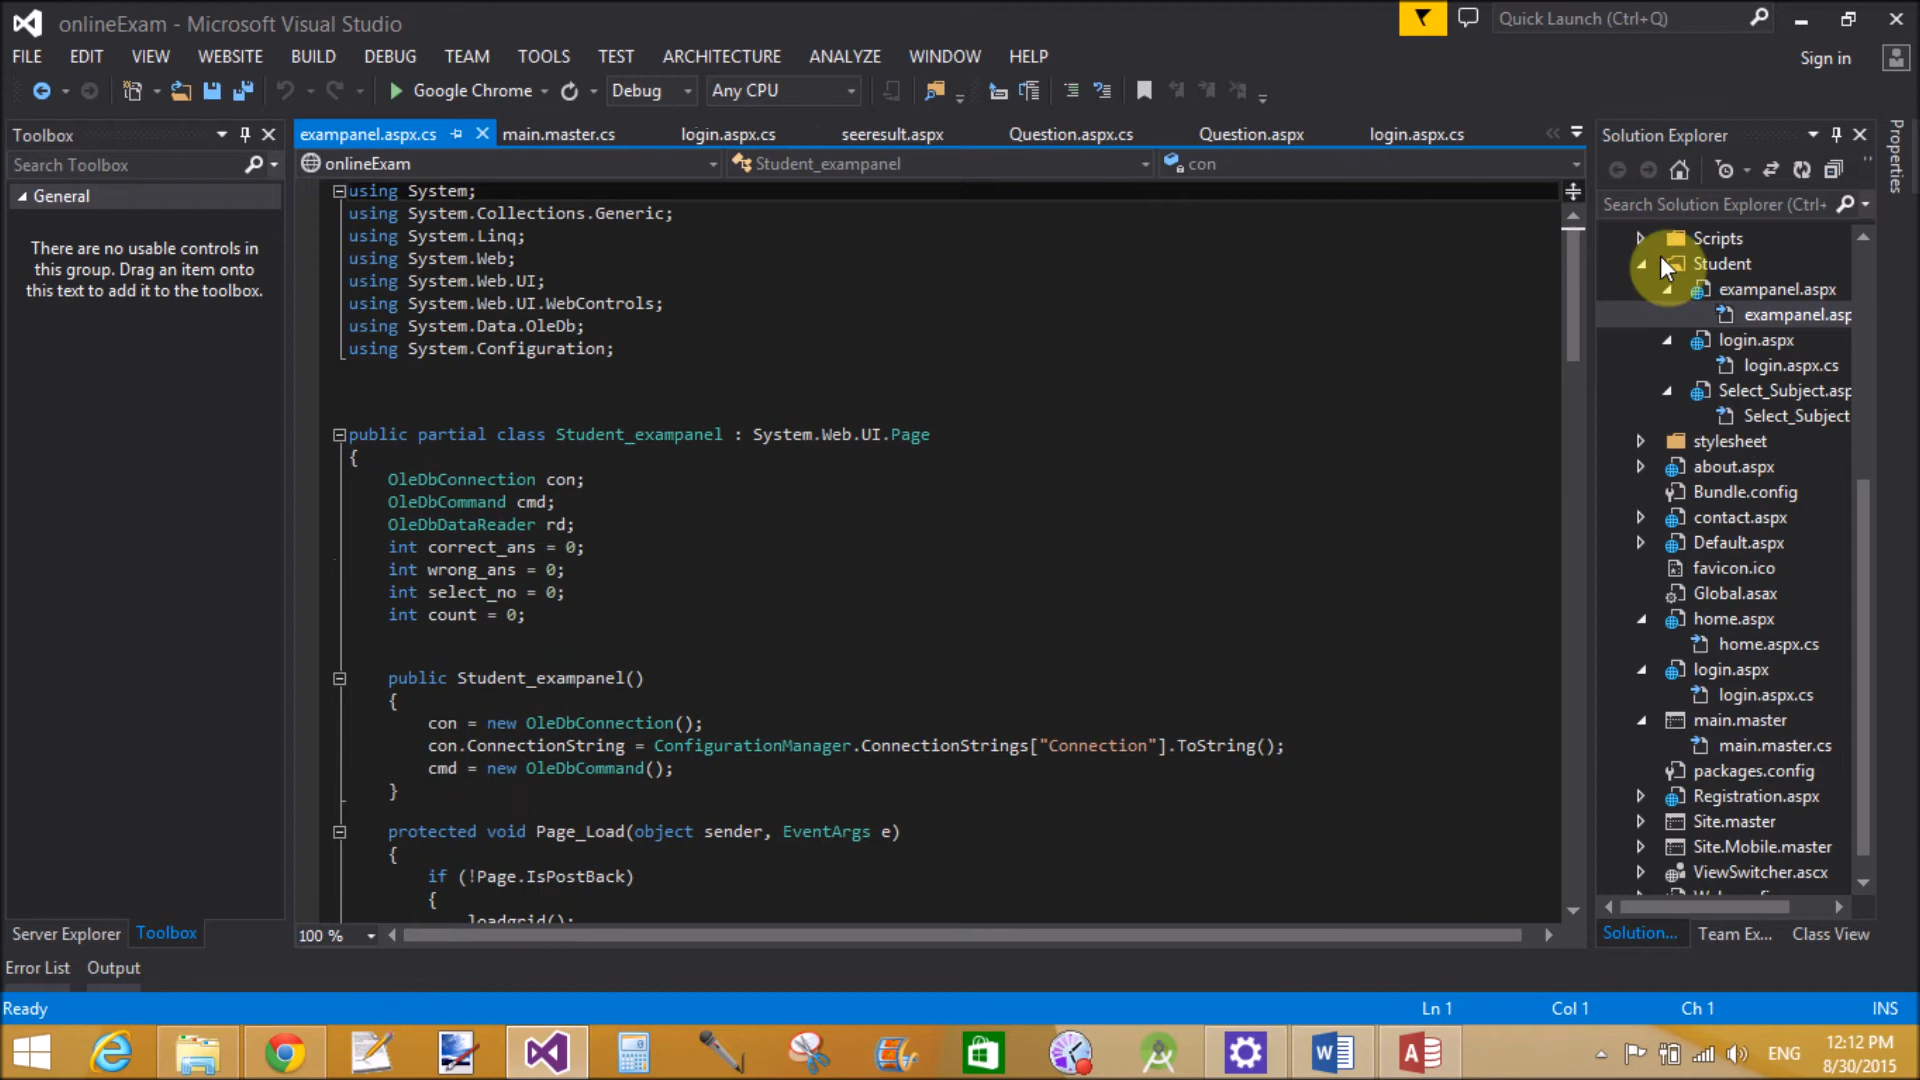 onlineExam - Microsoft Visual Studio
Quick Launch (Ctrl+Q)
FILE EDIT VIEW WEBSITE BUILD DEBUG TEAM TOOLS TEST ARCHITECTURE ANALYZE WINDOW HELP
Sign in
Google Chrome Debug Any CPU
Toolbox
exampanel.aspx.cs main.master.cs login.aspx.cs seeresult.aspx Question.aspx.cs Question.aspx login.aspx.cs
Solution Explorer
Properties
Search Toolbox
onlineExam Student_exampanel con
General
There are no usable controls in
this group. Drag an item onto
this text to add it to the toolbox.
using System;
using System.Collections.Generic;
using System.Linq;
using System.Web;
using System.Web.UI;
using System.Web.UI.WebControls;
using System.Data.OleDb;
using System.Configuration;
public partial class Student_exampanel : System.Web.UI.Page
{
OleDbConnection con;
OleDbCommand cmd;
OleDbDataReader rd;
int correct_ans = 0;
int wrong_ans = 0;
int select_no = 0;
int count = 0;
public Student_exampanel()
{
con = new OleDbConnection();
con.ConnectionString = ConfigurationManager.ConnectionStrings["Connection"].ToString();
cmd = new OleDbCommand();
}
protected void Page_Load(object sender, EventArgs e)
{
if (!Page.IsPostBack)
{
loadgrid();
100 %
Search Solution Explorer (Ctrl+
Scripts
Student
exampanel.aspx
exampanel.asp
login.aspx
login.aspx.cs
Select_Subject.asp
Select_Subject
stylesheet
about.aspx
Bundle.config
contact.aspx
Default.aspx
favicon.ico
Global.asax
home.aspx
home.aspx.cs
login.aspx
login.aspx.cs
main.master
main.master.cs
packages.config
Registration.aspx
Site.master
Site.Mobile.master
ViewSwitcher.ascx
Solution... Team Ex... Class View
Server Explorer Toolbox
Error List Output
Ready Ln 1 Col 1 Ch 1 INS
ENG
12:12 PM
8/30/2015